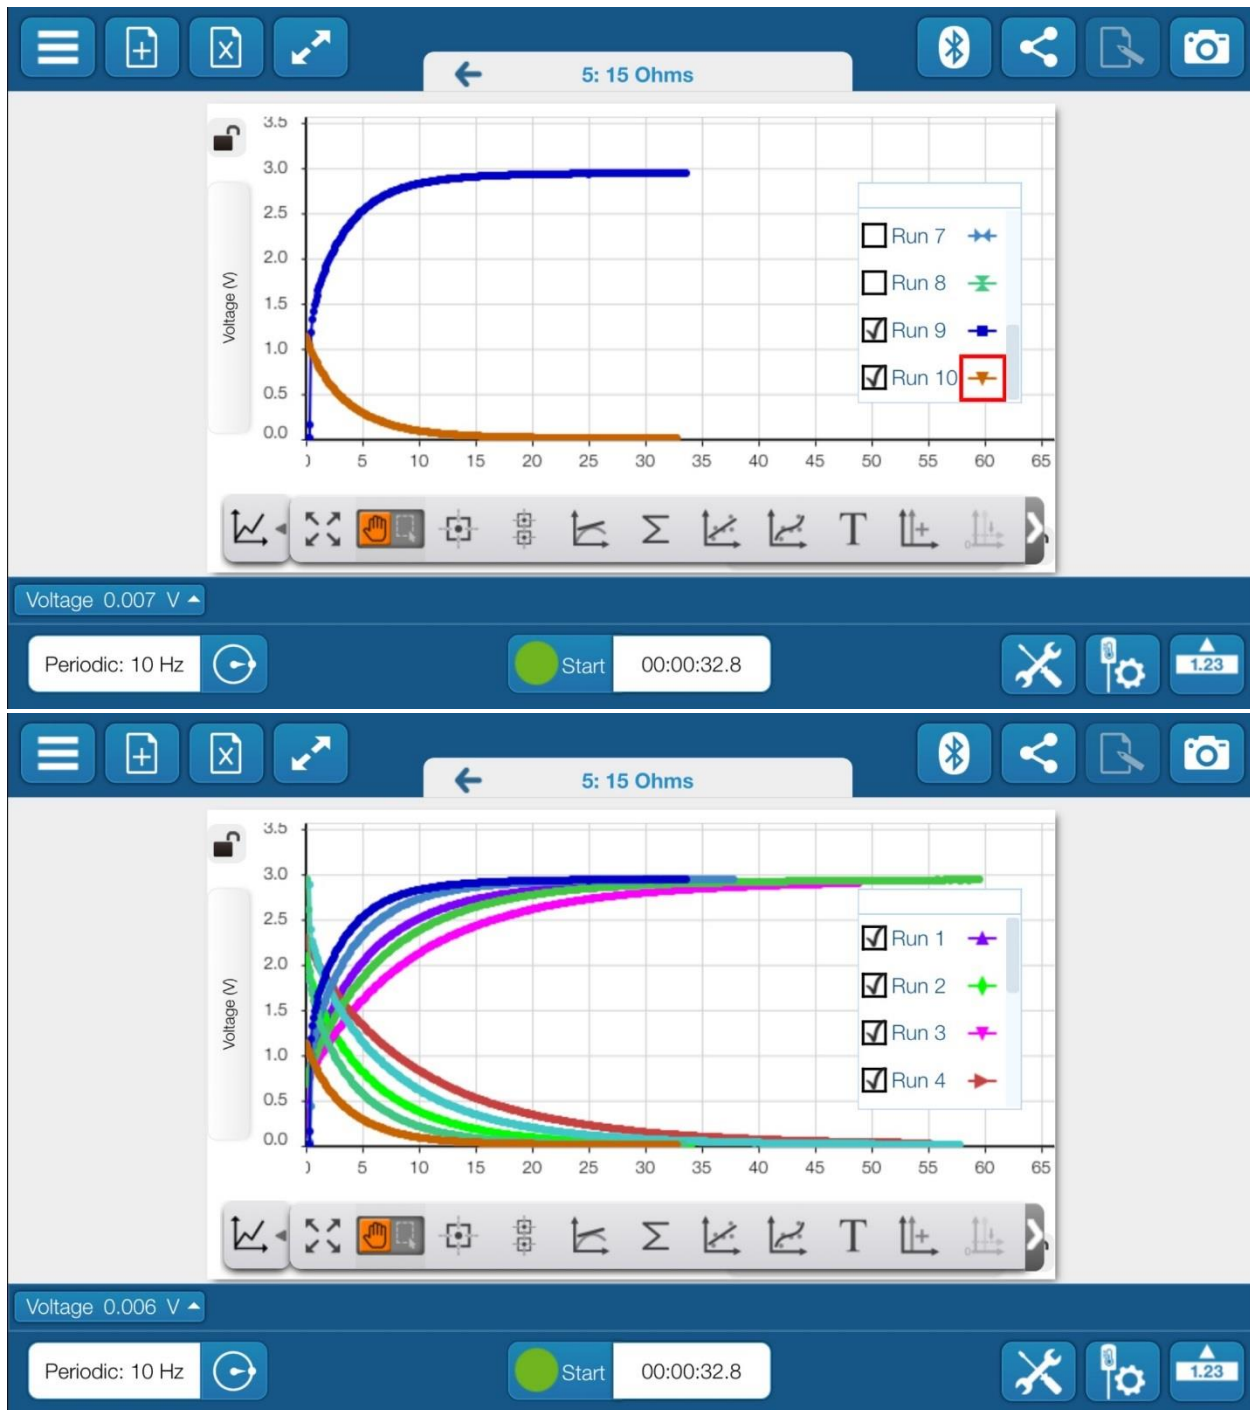 5: 15 Ohms
3.5
3.0
2.5
2.0
1.5
1.0
0.5
0.0
Voltage (V)
Run 7
Run 8
Run 9
Run 10
5 10 15 20 25 30 35 40 45 50 55 60 65
T
0
Voltage 0.007 V
Periodic: 10 Hz
Start
00:00:32.8
1.23
5: 15 Ohms
3.5
3.0
2.5
2.0
1.5
1.0
0.5
0.0
Voltage (V)
Run 1
Run 2
Run 3
Run 4
5 10 15 20 25 30 35 40 45 50 55 60 65
T
0
Voltage 0.006 V
Periodic: 10 Hz
Start
00:00:32.8
1.23